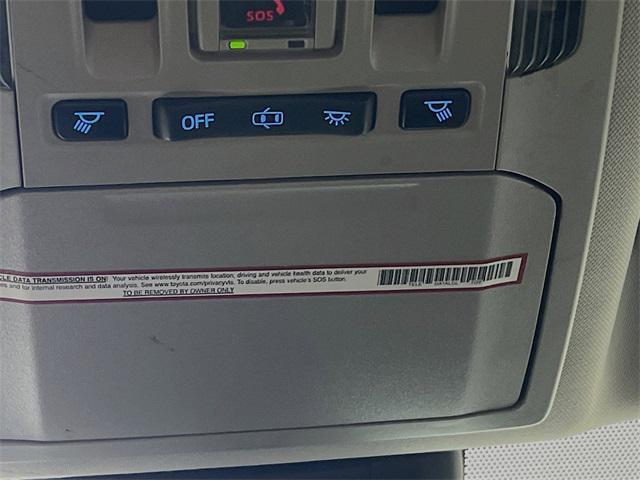 SOS
OFF
CLE DATA TRANSMISSION IS ON! Your vehicle wirelessly transmits location, driving and vehicle health data to deliver your
and for internal research and data analysis. See www.toyota.com/privacyvts. To disable, press vehicle's SOS button.
TO BE REMOVED BY OWNER ONLY